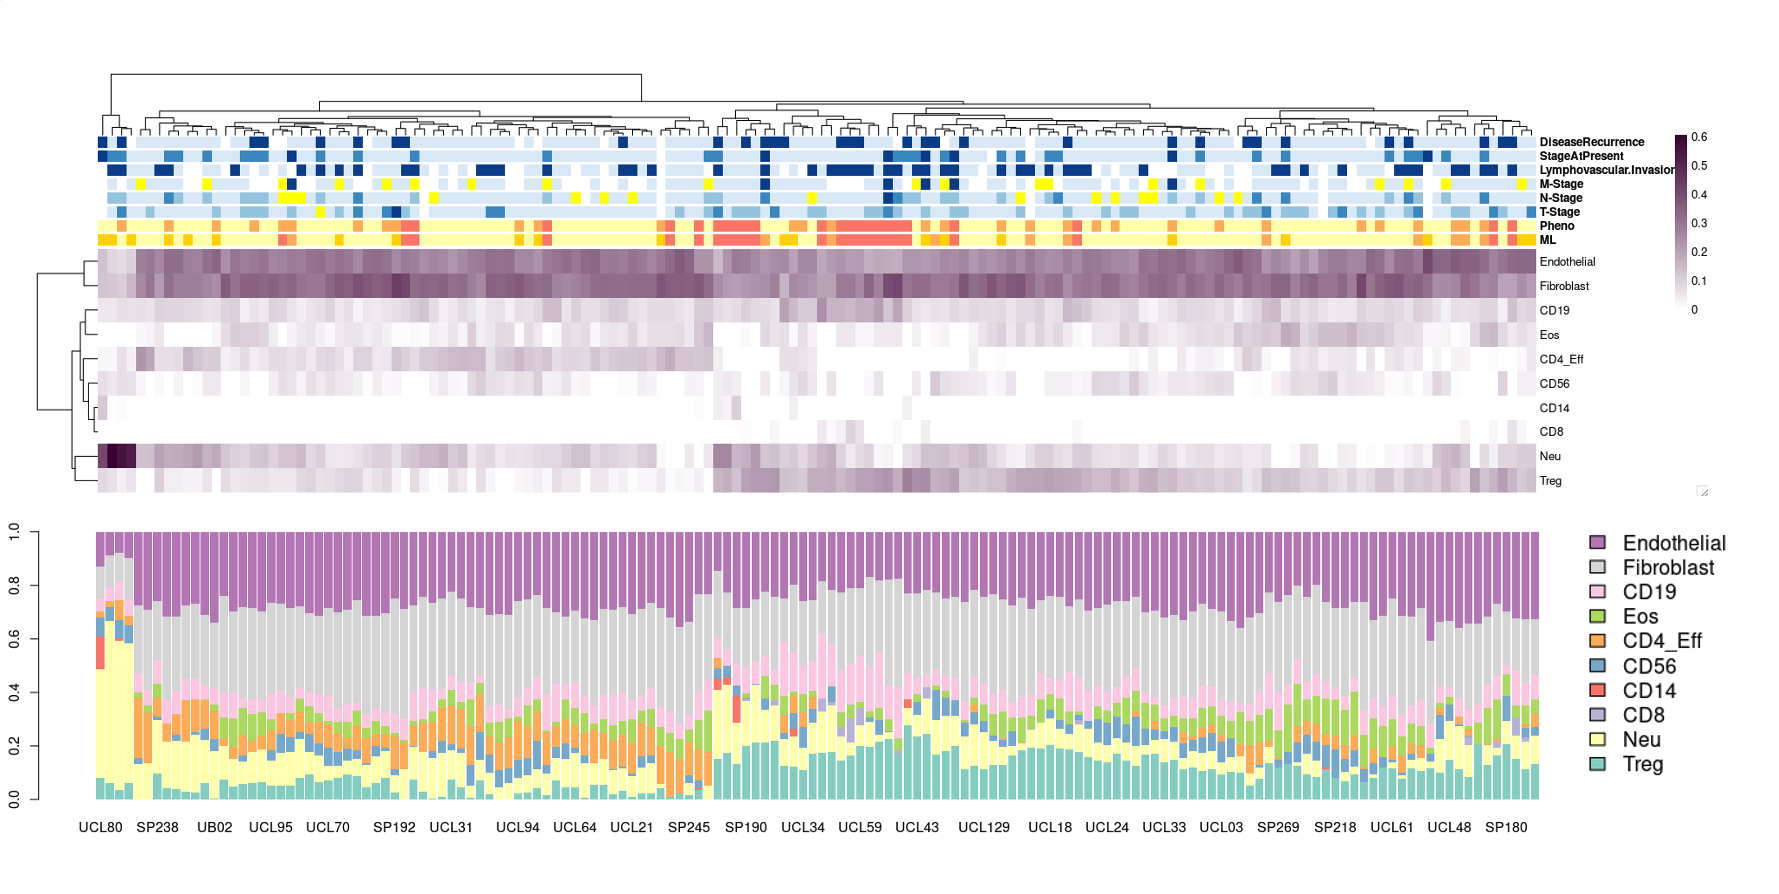 DiseaseRecurrence
StageAtPresent
Lymphovascular.Invasion
M-Stage
N-Stage
T-Stage
Pheno
ML
Endothelial
Fibroblast
CD19
Eos
CD4_Eff
CD56
CD14
CD8
Neu
Treg
0.6
0.5
0.4
0.3
0.2
0.1
0
1.0
0.8
0.6
0.4
0.2
0.0
UCL80 SP238 UB02 UCL95 UCL70 SP192 UCL31 UCL94 UCL64 UCL21 SP245 SP190 UCL34 UCL59 UCL43 UCL129 UCL18 UCL24 UCL33 UCL03 SP269 SP218 UCL61 UCL48 SP180
Endothelial
Fibroblast
CD19
Eos
CD4_Eff
CD56
CD14
CD8
Neu
Treg